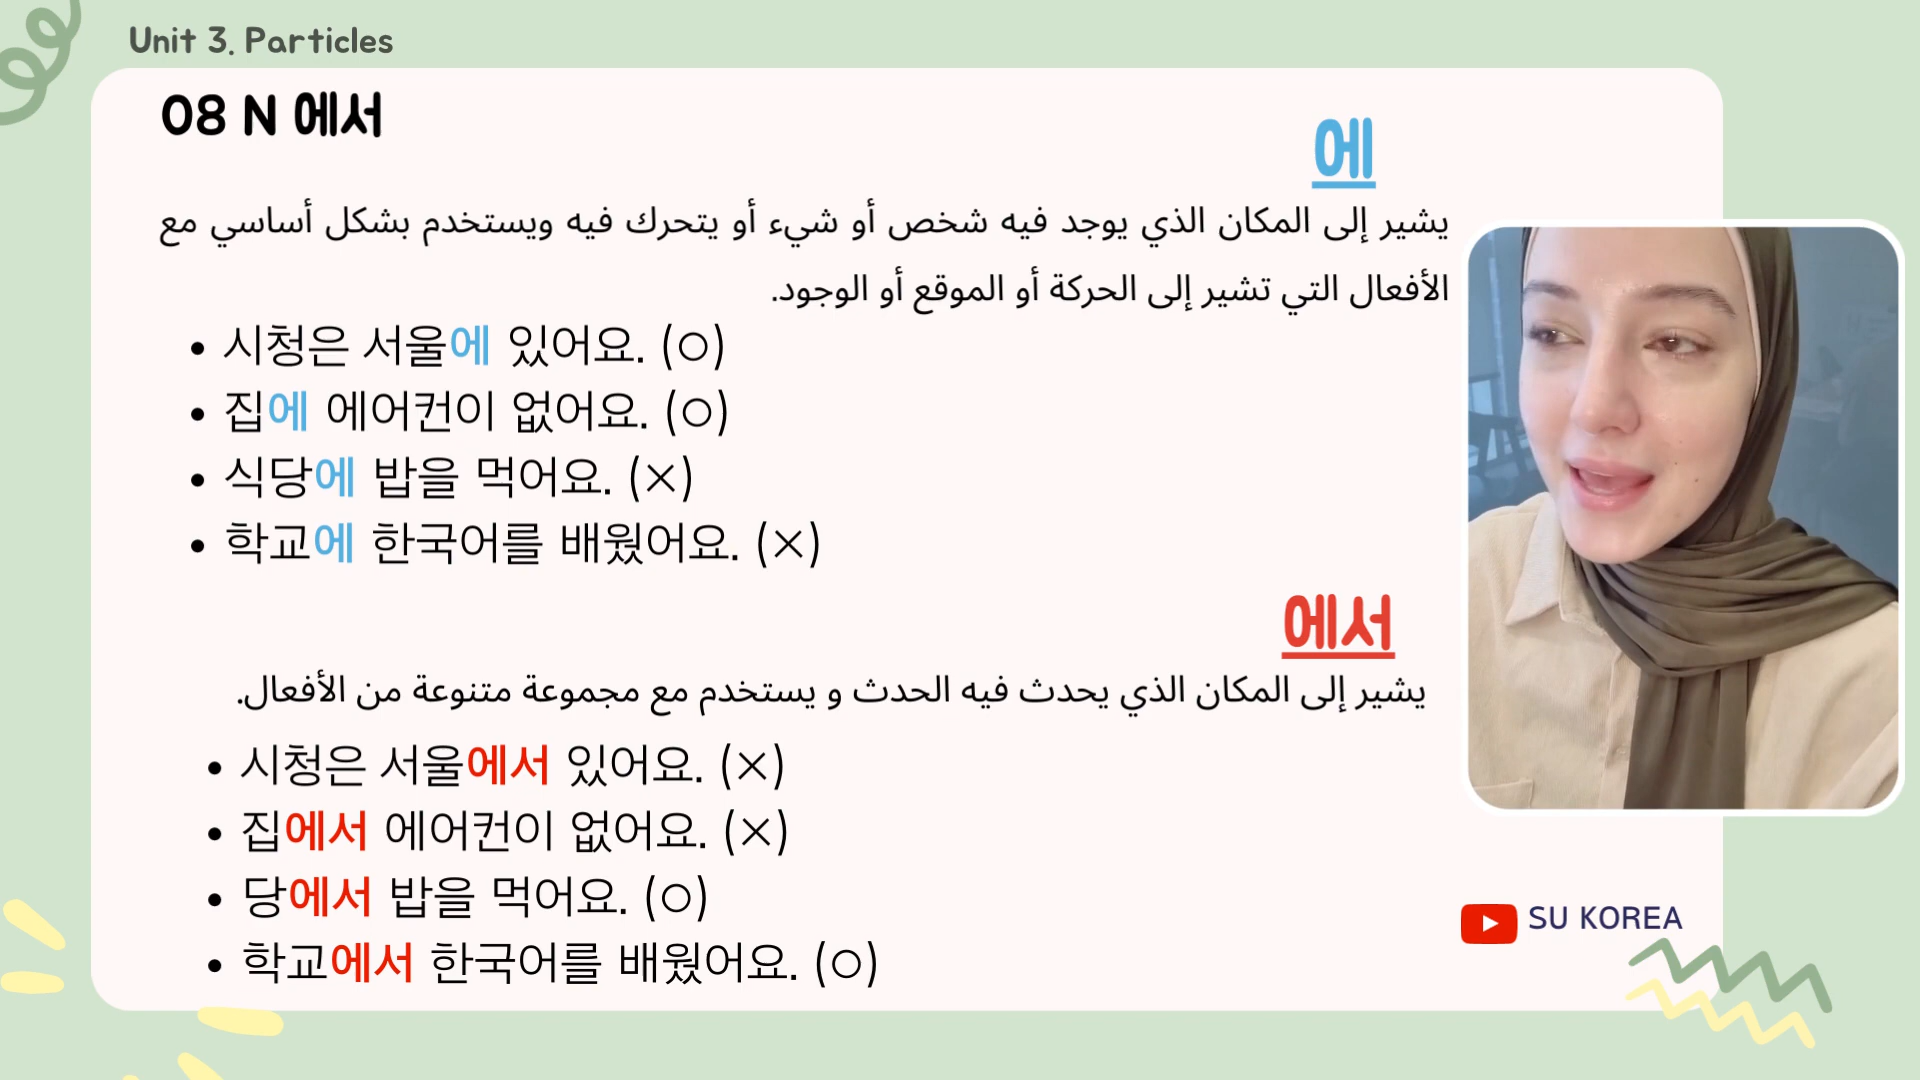 Unit 3. Particles
08 N 에서
에
يشير إلى المكان الذي يوجد فيه شخص أو شيء أو يتحرك فيه ويستخدم بشكل أساسي مع
الأفعال التي تشير إلى الحركة أو الموقع أو الوجود.
• 시청은 서울에 있어요. (○)
• 집에 에어컨이 없어요. (○)
• 식당에 밥을 먹어요. (×)
• 학교에 한국어를 배웠어요. (×)
에서
يشير إلى المكان الذي يحدث فيه الحدث و يستخدم مع مجموعة متنوعة من الأفعال.
• 시청은 서울에서 있어요. (×)
• 집에서 에어컨이 없어요. (×)
• 당에서 밥을 먹어요. (○)
• 학교에서 한국어를 배웠어요. (○)
SU KOREA